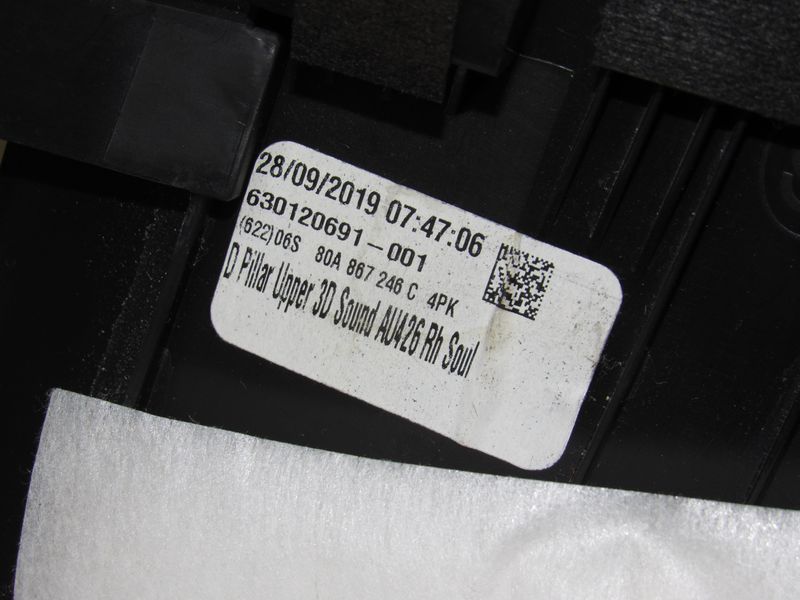 28/09/2019 07:47:06
630120691-001
(622)06S 80A 867 246 C 4PK
D Pillar Upper 3D Sound AU426 Rh Soul